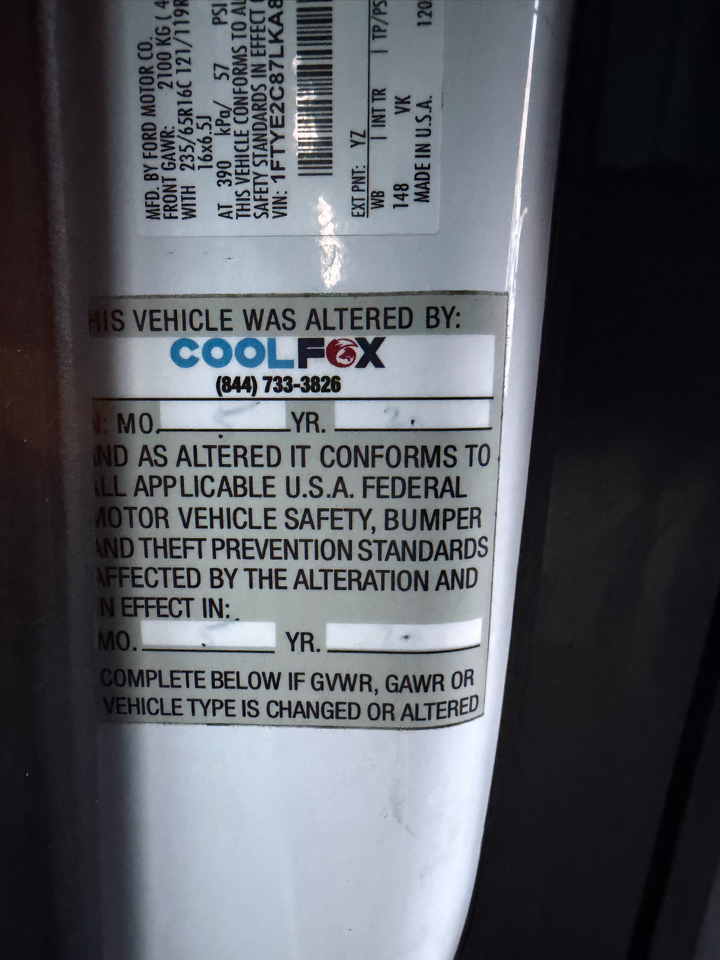 MFD. BY FORD MOTOR CO.
FRONT GAWR: 2100 KG (4
WITH 235/65R16C 121/119R
16x6.5J
AT 390 kPa/ 57 PSI
THIS VEHICLE CONFORMS TO AL
SAFETY STANDARDS IN EFFECT
VIN: 1FTYE2C87LKA8
EXT PNT: YZ
WB INT TR TP/PS
148 VK 120
MADE IN U.S.A.
HIS VEHICLE WAS ALTERED BY:
COOLFOX
(844) 733-3826
N: MO. YR.
ND AS ALTERED IT CONFORMS TO
LL APPLICABLE U.S.A. FEDERAL
MOTOR VEHICLE SAFETY, BUMPER
AND THEFT PREVENTION STANDARDS
AFFECTED BY THE ALTERATION AND
N EFFECT IN:
MO. YR.
COMPLETE BELOW IF GVWR, GAWR OR
VEHICLE TYPE IS CHANGED OR ALTERED